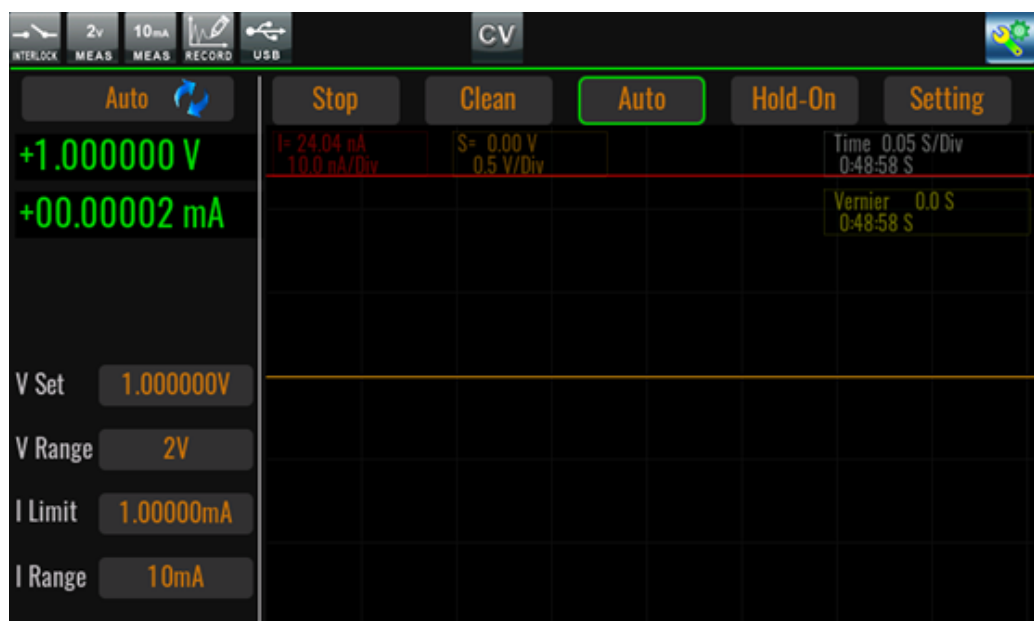 INTERLOCK
2V
MEAS
10mA
MEAS
RECORD
USB
CV
Auto
Stop
Clean
Auto
Hold-On
Setting
+1.000000 V
+00.00002 mA
I= 24.04 nA
10.0 nA/Div
S= 0.00 V
0.5 V/Div
Time 0.05 S/Div
0:48:58 S
Vernier 0.0 S
0:48:58 S
V Set 1.000000V
V Range 2V
I Limit 1.00000mA
I Range 10mA